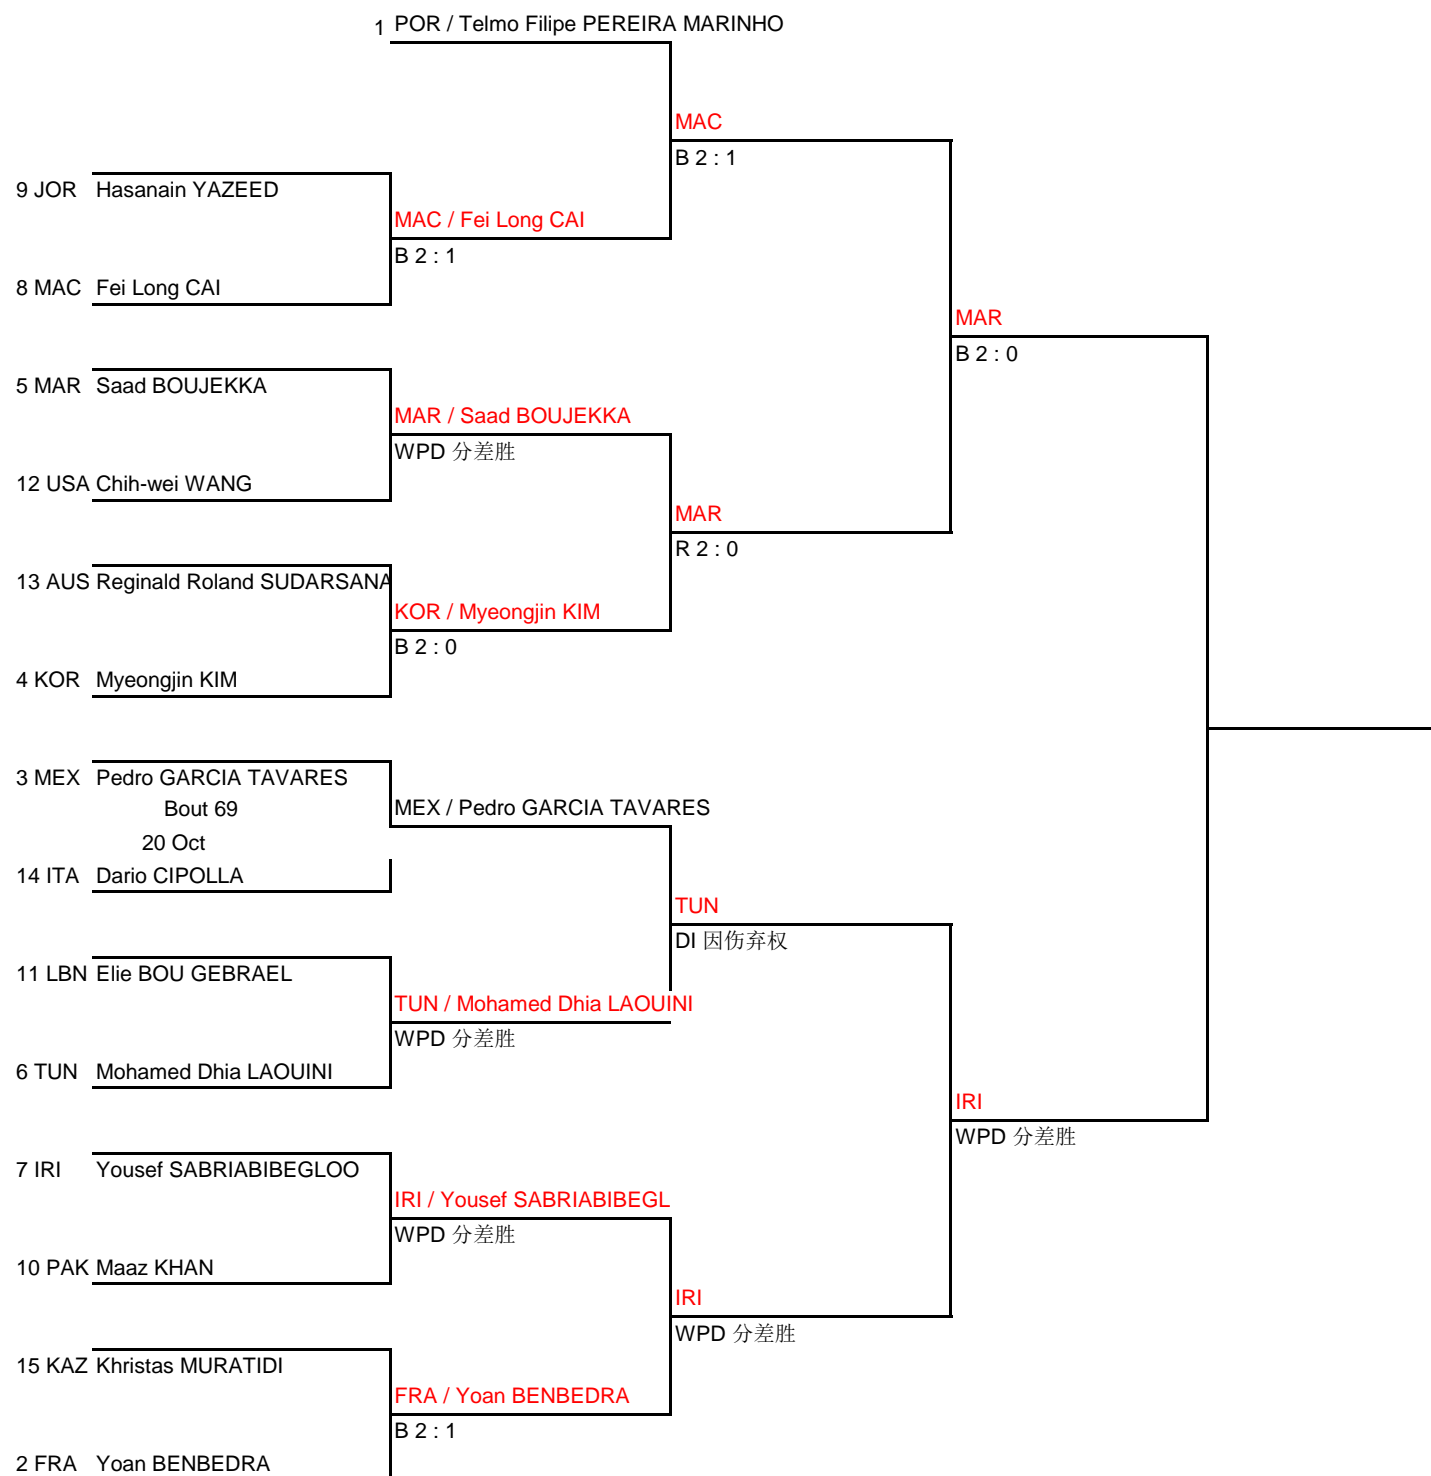 1 POR / Telmo Filipe PEREIRA MARINHO
MAC
B 2 : 1
9 JOR Hasanain YAZEED
MAC / Fei Long CAI
B 2 : 1
8 MAC Fei Long CAI
MAR
B 2 : 0
5 MAR Saad BOUJEKKA
MAR / Saad BOUJEKKA
WPD 分差胜
12 USA Chih-wei WANG
MAR
R 2 : 0
13 AUS Reginald Roland SUDARSANA
KOR / Myeongjin KIM
B 2 : 0
4 KOR Myeongjin KIM
3 MEX Pedro GARCIA TAVARES
Bout 69
MEX / Pedro GARCIA TAVARES
20 Oct
14 ITA Dario CIPOLLA
TUN
DI 因伤弃权
11 LBN Elie BOU GEBRAEL
TUN / Mohamed Dhia LAOUINI
WPD 分差胜
6 TUN Mohamed Dhia LAOUINI
IRI
WPD 分差胜
7 IRI Yousef SABRIABIBEGLOO
IRI / Yousef SABRIABIBEGL
WPD 分差胜
10 PAK Maaz KHAN
IRI
WPD 分差胜
15 KAZ Khristas MURATIDI
FRA / Yoan BENBEDRA
B 2 : 1
2 FRA Yoan BENBEDRA